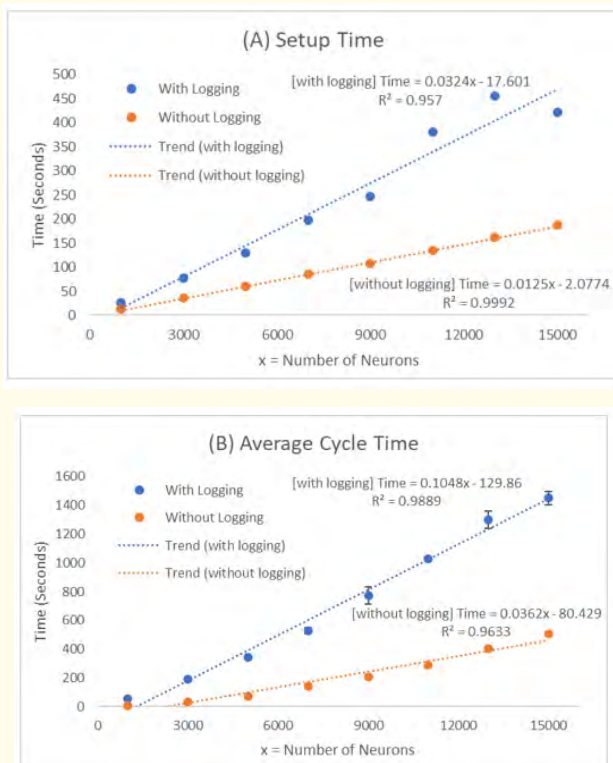 (A) Setup Time
500
450
400
350
300
250
200
150
100
50
0
Time (Seconds)
With Logging
Without Logging
Trend (with logging)
Trend (without logging)
[with logging] Time = 0.0324x - 17.601
R² = 0.957
[without logging] Time = 0.0125x - 2.0774
R² = 0.9992
0 3000 6000 9000 12000 15000
x = Number of Neurons
(B) Average Cycle Time
1600
1400
1200
1000
800
600
400
200
0
Time (Seconds)
With Logging
Without Logging
Trend (with logging)
Trend (without logging)
[with logging] Time = 0.1048x - 129.86
R² = 0.9889
[without logging] Time = 0.0362x - 80.429
R² = 0.9633
0 3000 6000 9000 12000 15000
x = Number of Neurons